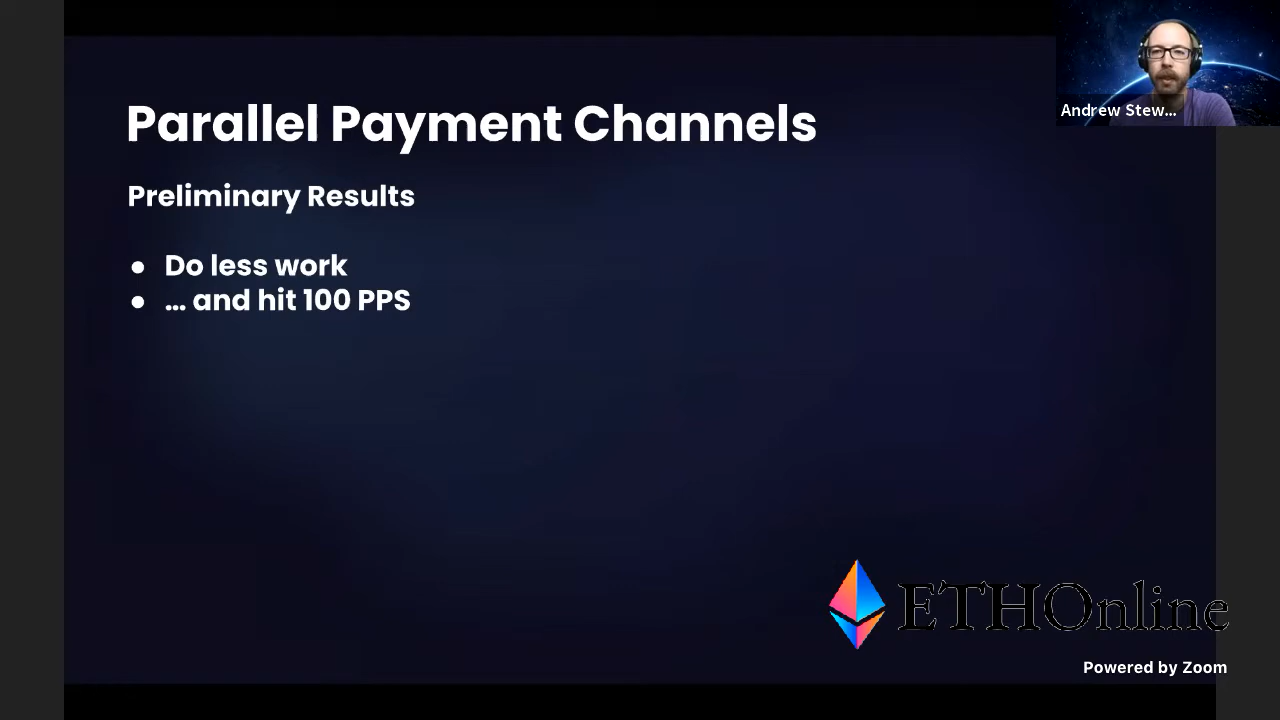 Parallel Payment Channels
Andrew Stew...
Preliminary Results
● Do less work
● ... and hit 100 PPS
ETHOnline
Powered by Zoom